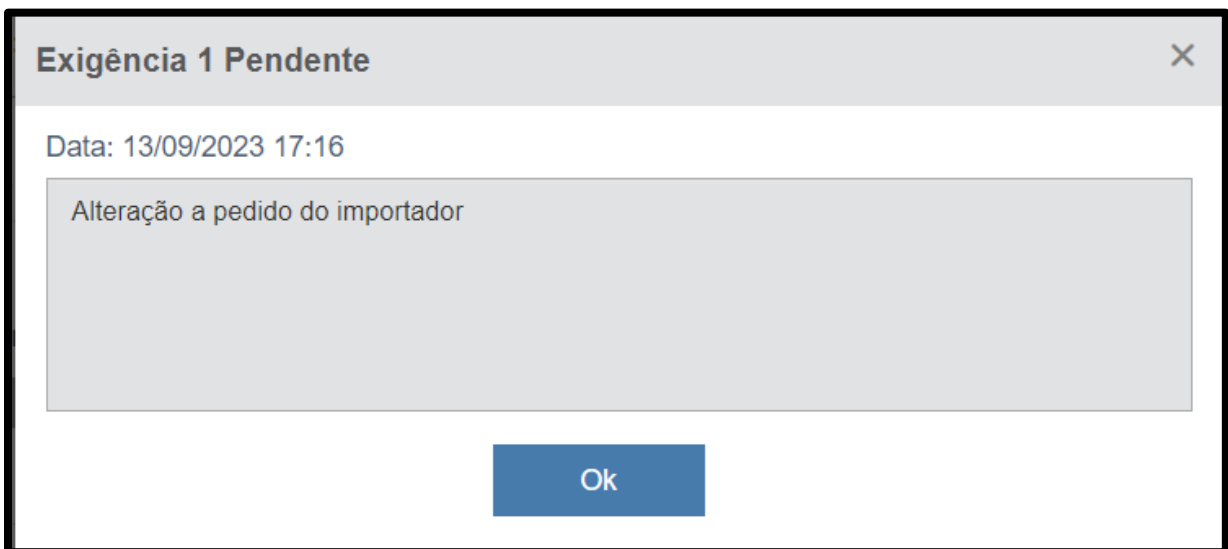 Exigência 1 Pendente
Data: 13/09/2023 17:16
Alteração a pedido do importador
Ok